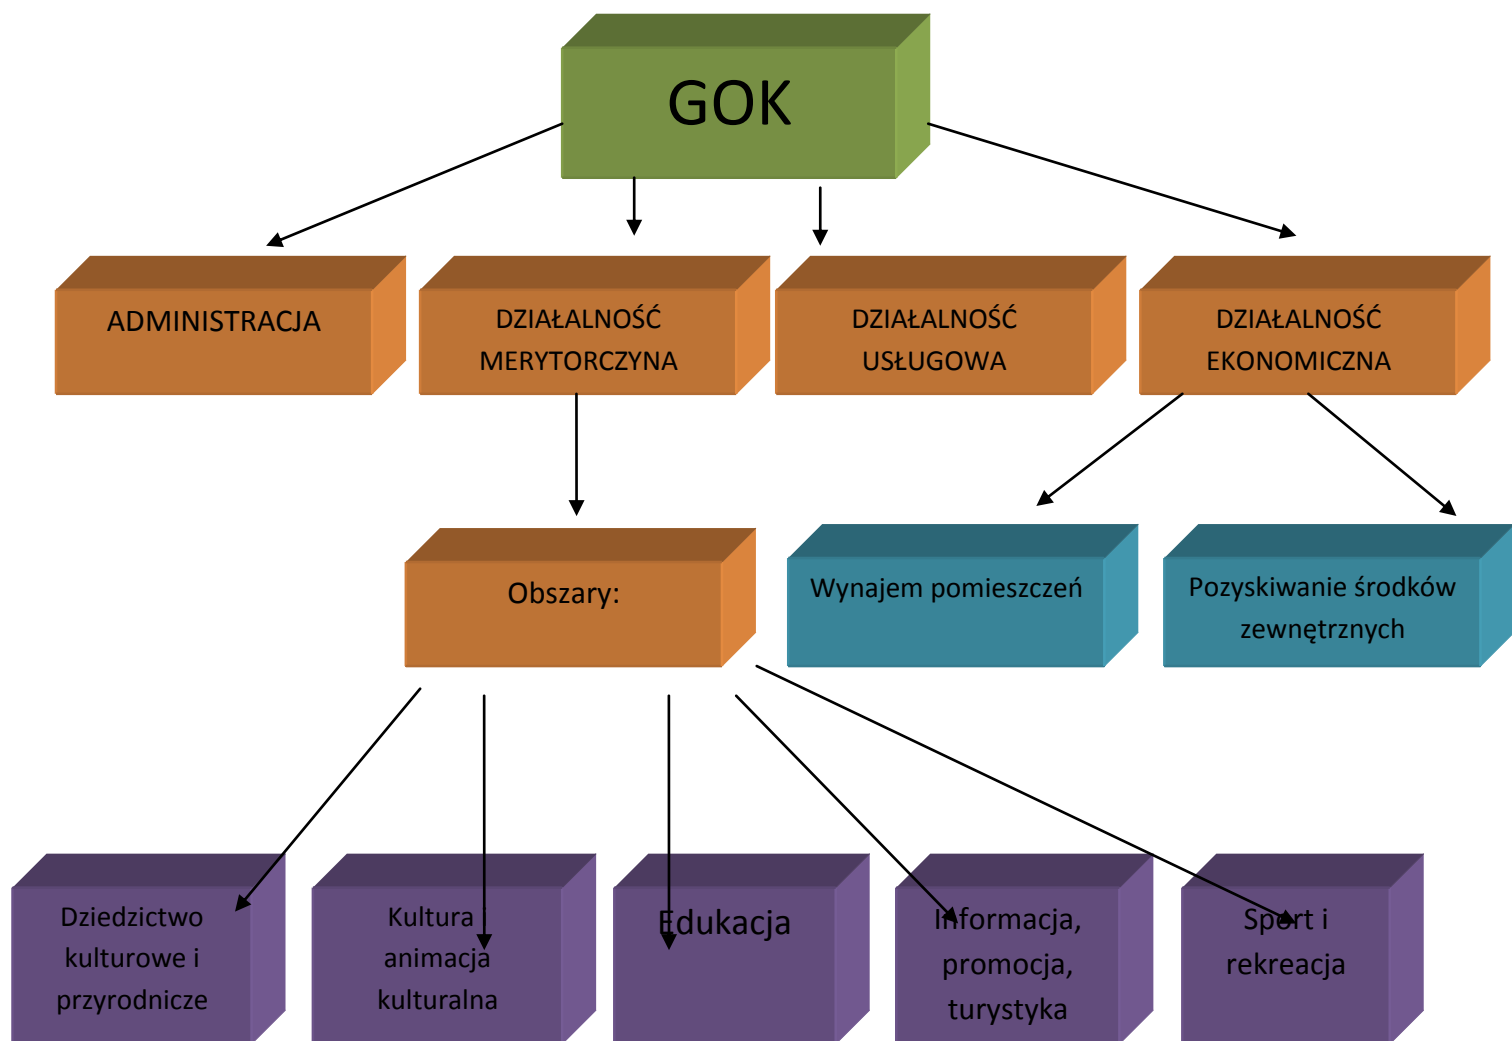 GOK
ADMINISTRACJA
DZIAŁALNOŚĆ
MERYTORCZYNA
DZIAŁALNOŚĆ
USŁUGOWA
DZIAŁALNOŚĆ
EKONOMICZNA
Obszary:
Wynajem pomieszczeń
Pozyskiwanie środków
zewnętrznych
Dziedzictwo
kulturowe i
przyrodnicze
Kultura i
animacja
kulturalna
Edukacja
Informacja,
promocja,
turystyka
Sport i
rekreacja